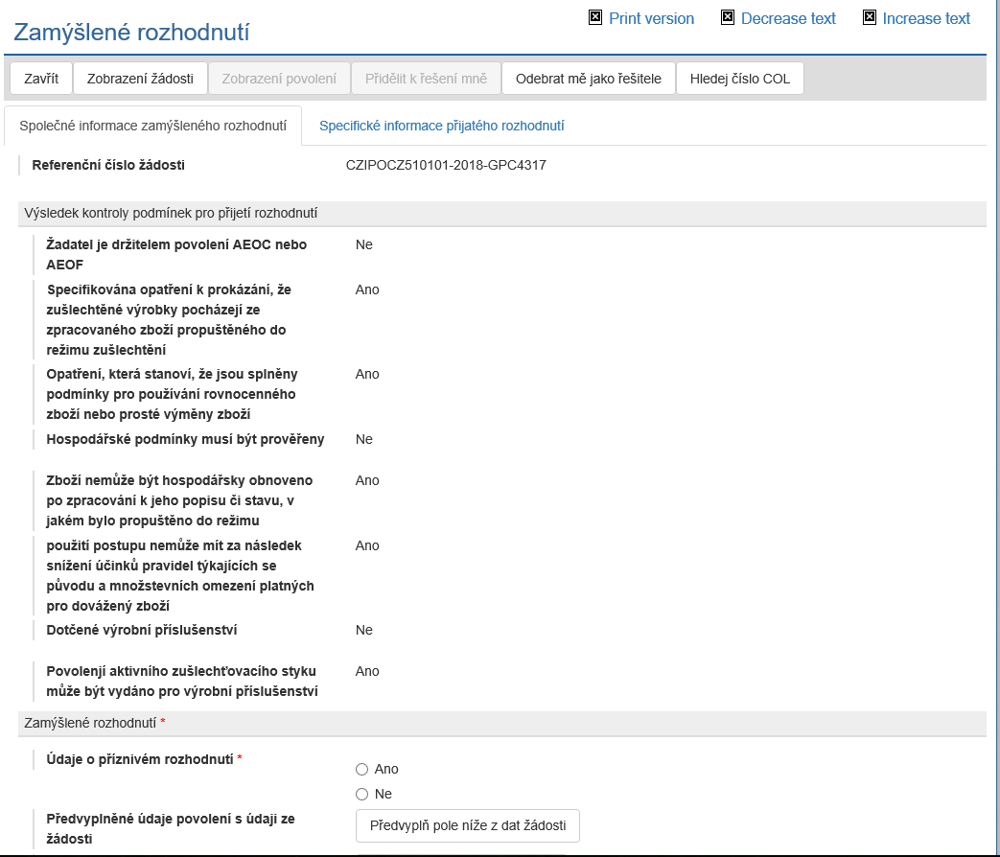 Print version Decrease text Increase text
Zamýšlené rozhodnutí
Zavřít Zobrazení žádosti Zobrazení povolení Přidělit k řešení mně Odebrat mě jako řešitele Hledej číslo COL
Společné informace zamýšleného rozhodnutí Specifické informace přijatého rozhodnutí
Referenční číslo žádosti CZIPOCZ510101-2018-GPC4317
Výsledek kontroly podmínek pro přijetí rozhodnutí
Žadatel je držitelem povolení AEOC nebo Ne
AEOF
Specifikována opatření k prokázání, že Ano
zušlechtěné výrobky pocházejí ze
zpracovaného zboží propuštěného do
režimu zušlechtění
Opatření, která stanoví, že jsou splněny Ano
podmínky pro používání rovnocenného
zboží nebo prosté výměny zboží
Hospodářské podmínky musí být prověřeny Ne
Zboží nemůže být hospodářsky obnoveno Ano
po zpracování k jeho popisu či stavu, v
jakém bylo propuštěno do režimu
použití postupu nemůže mít za následek Ano
snížení účinků pravidel týkajících se
původu a množstevních omezení platných
pro dovážený zboží
Dotčené výrobní příslušenství Ne
Povolenjí aktivního zušlechťovacího styku Ano
může být vydáno pro výrobní příslušenství
Zamýšlené rozhodnutí *
Údaje o příznivém rozhodnutí *
Ano
Ne
Předvyplněné údaje povolení s údaji ze Předvyplň pole níže z dat žádosti
žádosti